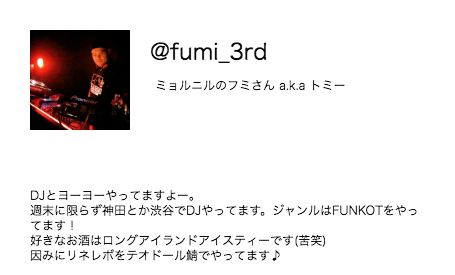 @fumi_3rd
ミョルニルのフミさん a.k.a トミー
DJとヨーヨーやってますよー。
週末に限らず神田とか渋谷でDJやってます。ジャンルはFUNKOTをやっ
てます！
好きなお酒はロングアイランドアイスティーです(苦笑)
因みにリネレボをテオドール鯖でやってます♪